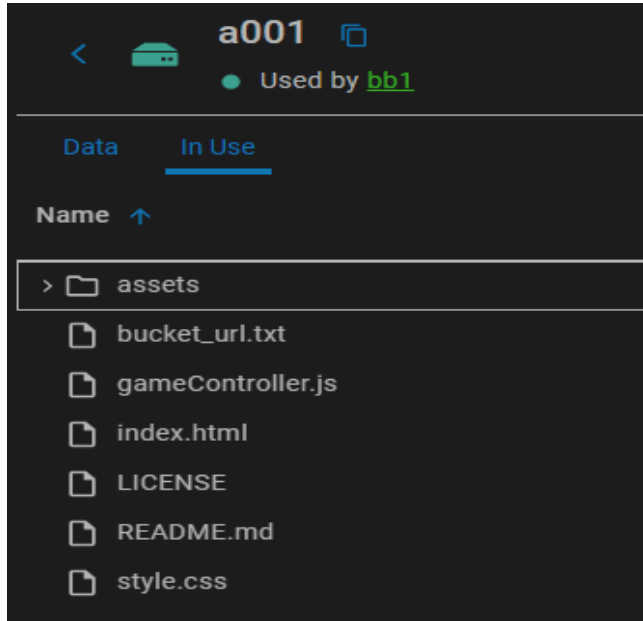 a001
Used by bb1
Data In Use
Name
assets
bucket_url.txt
gameController.js
index.html
LICENSE
README.md
style.css